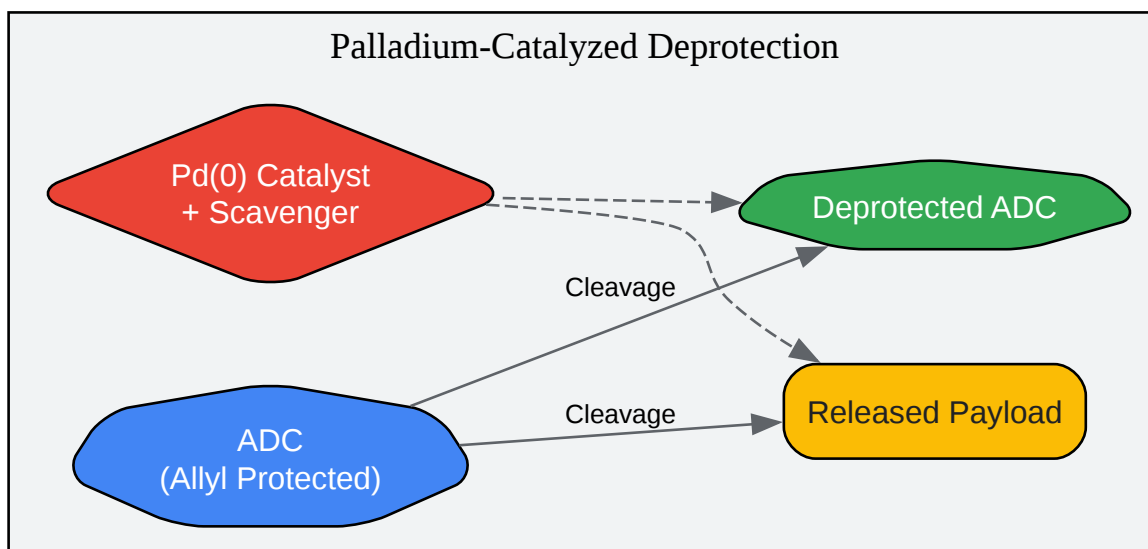 Palladium-Catalyzed Deprotection
Pd(0) Catalyst
+ Scavenger
Deprotected ADC
Cleavage
Cleavage
Released Payload
ADC
(Allyl Protected)